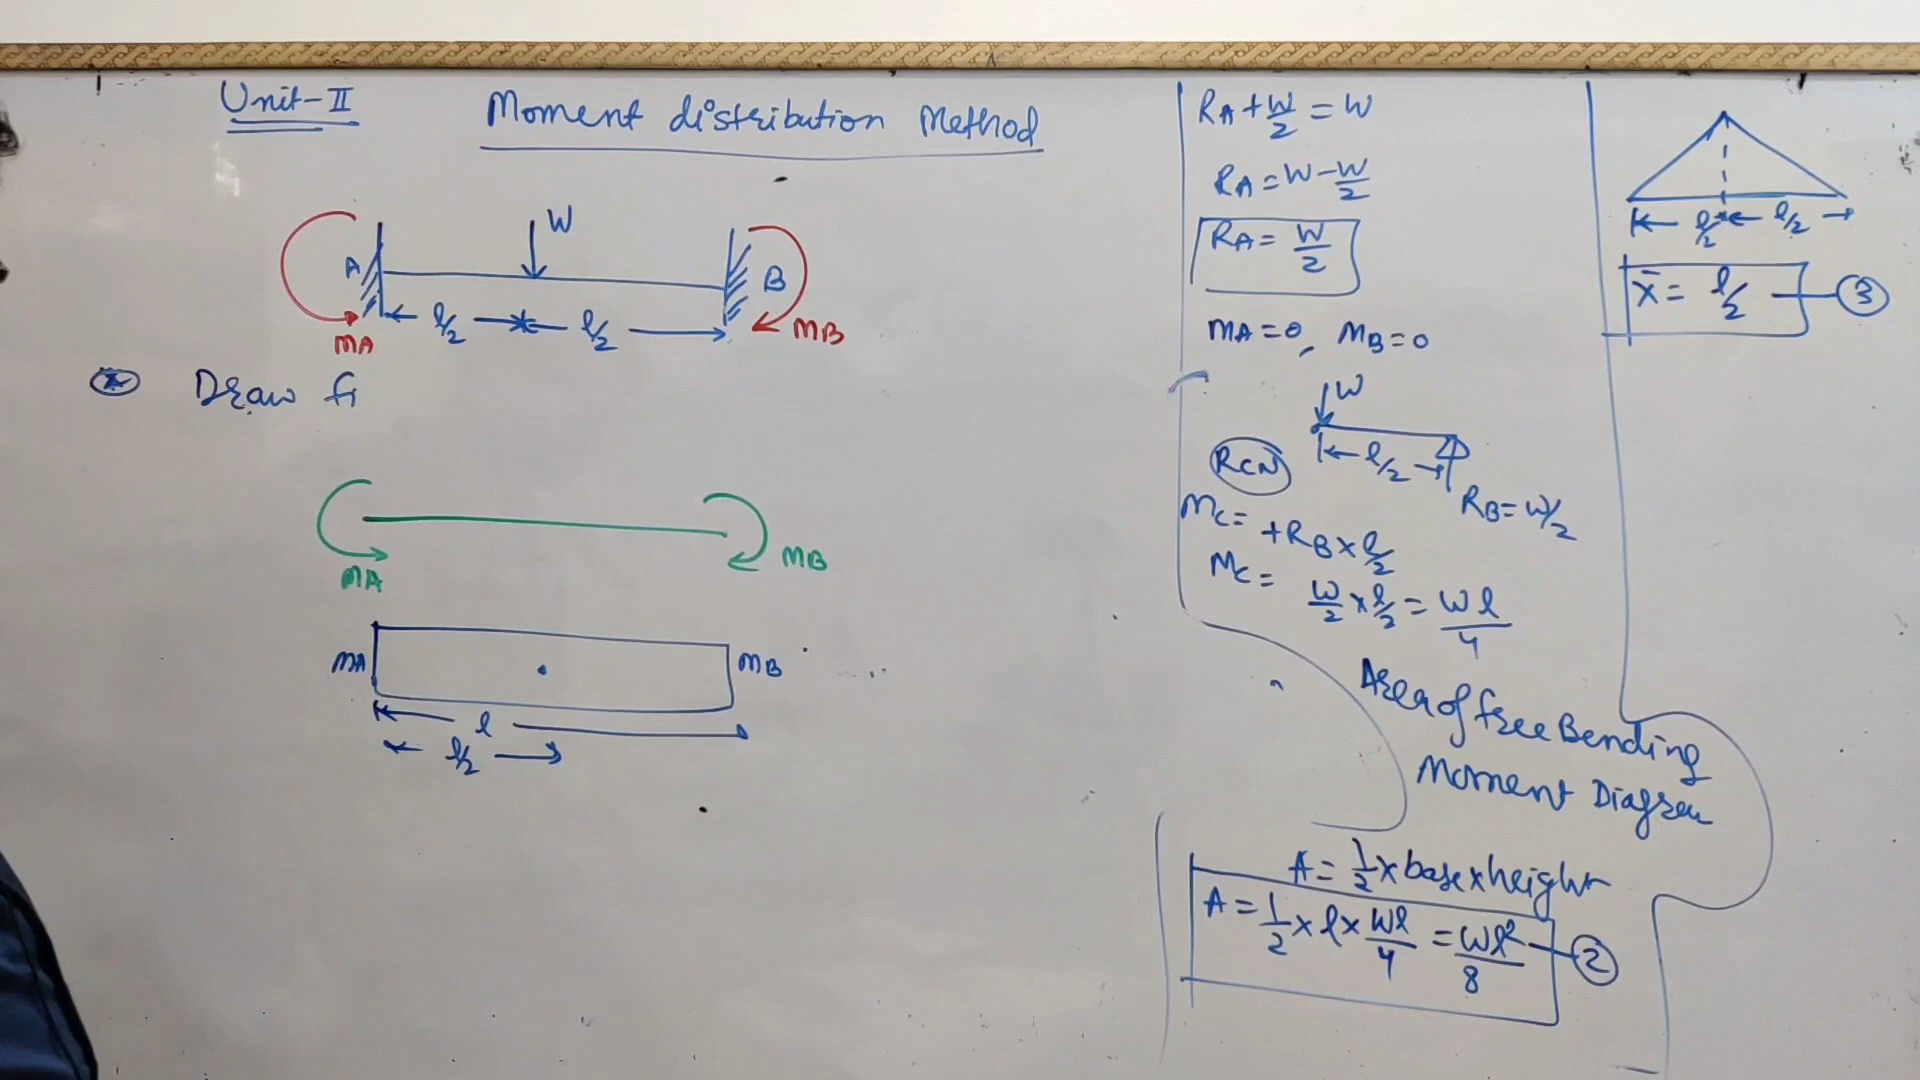 Unit-II
Moment distribution Method
W
A
B
l/2
l/2
MA
MB
Draw fi
MA
MB
MA
MB
l
l/2
RA + W/2 = W
RA = W - W/2
RA = W/2
MA = 0, MB = 0
W
l/2
RB = W/2
RCN
Mc = +RB x l/2
Mc = W/2 x l/2 = Wl/4
Area of free Bending
Moment Diagram
A = 1/2 x base x height
A = 1/2 x l x Wl/4 = Wl²/8 - 2
l/2 l/2
x̄ = l/2 - 3